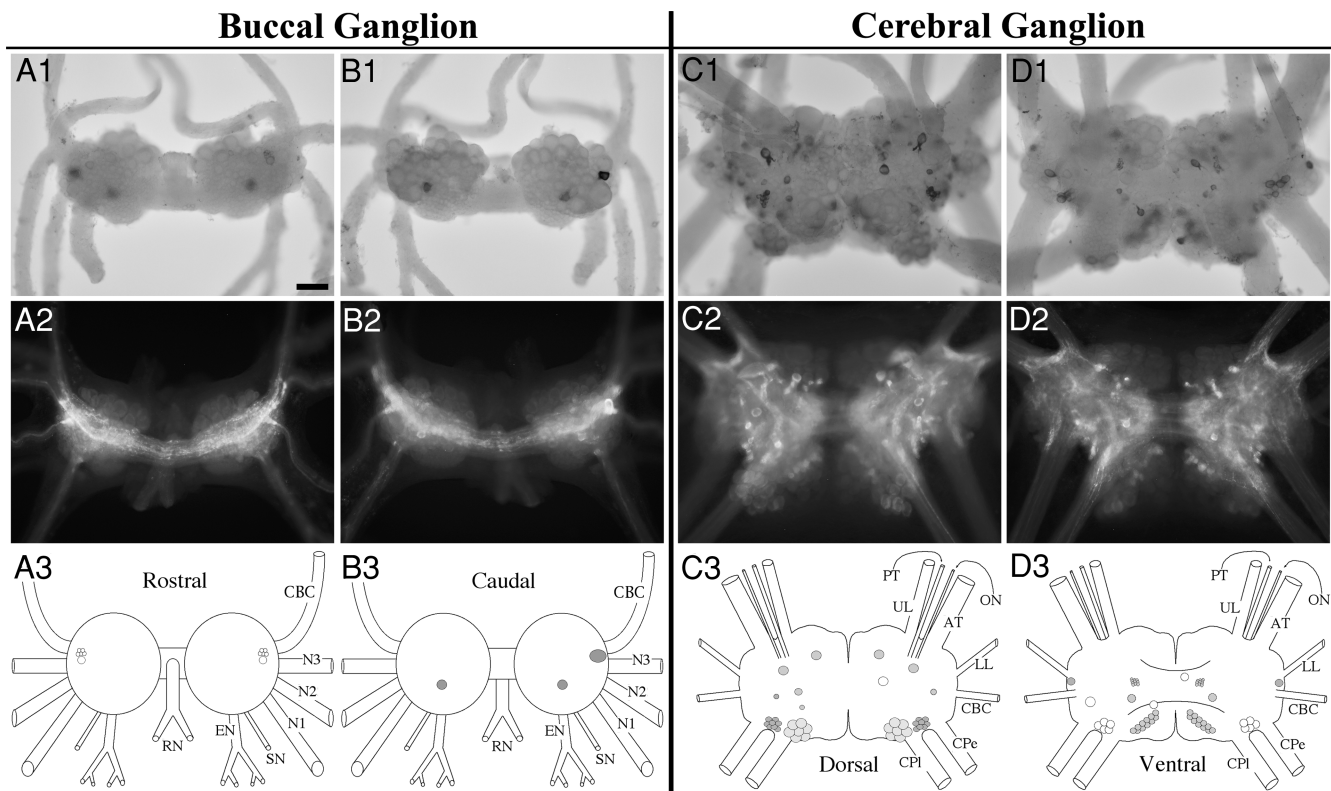 Buccal Ganglion
Cerebral Ganglion
A1
B1
C1
D1
A2
B2
C2
D2
A3
Rostral
CBC
N3
N2
N1
EN
SN
RN
B3
Caudal
CBC
N3
N2
N1
EN
SN
RN
C3
PT
UL
ON
AT
LL
CBC
CPe
CPl
Dorsal
D3
PT
UL
ON
AT
LL
CBC
CPe
CPl
Ventral